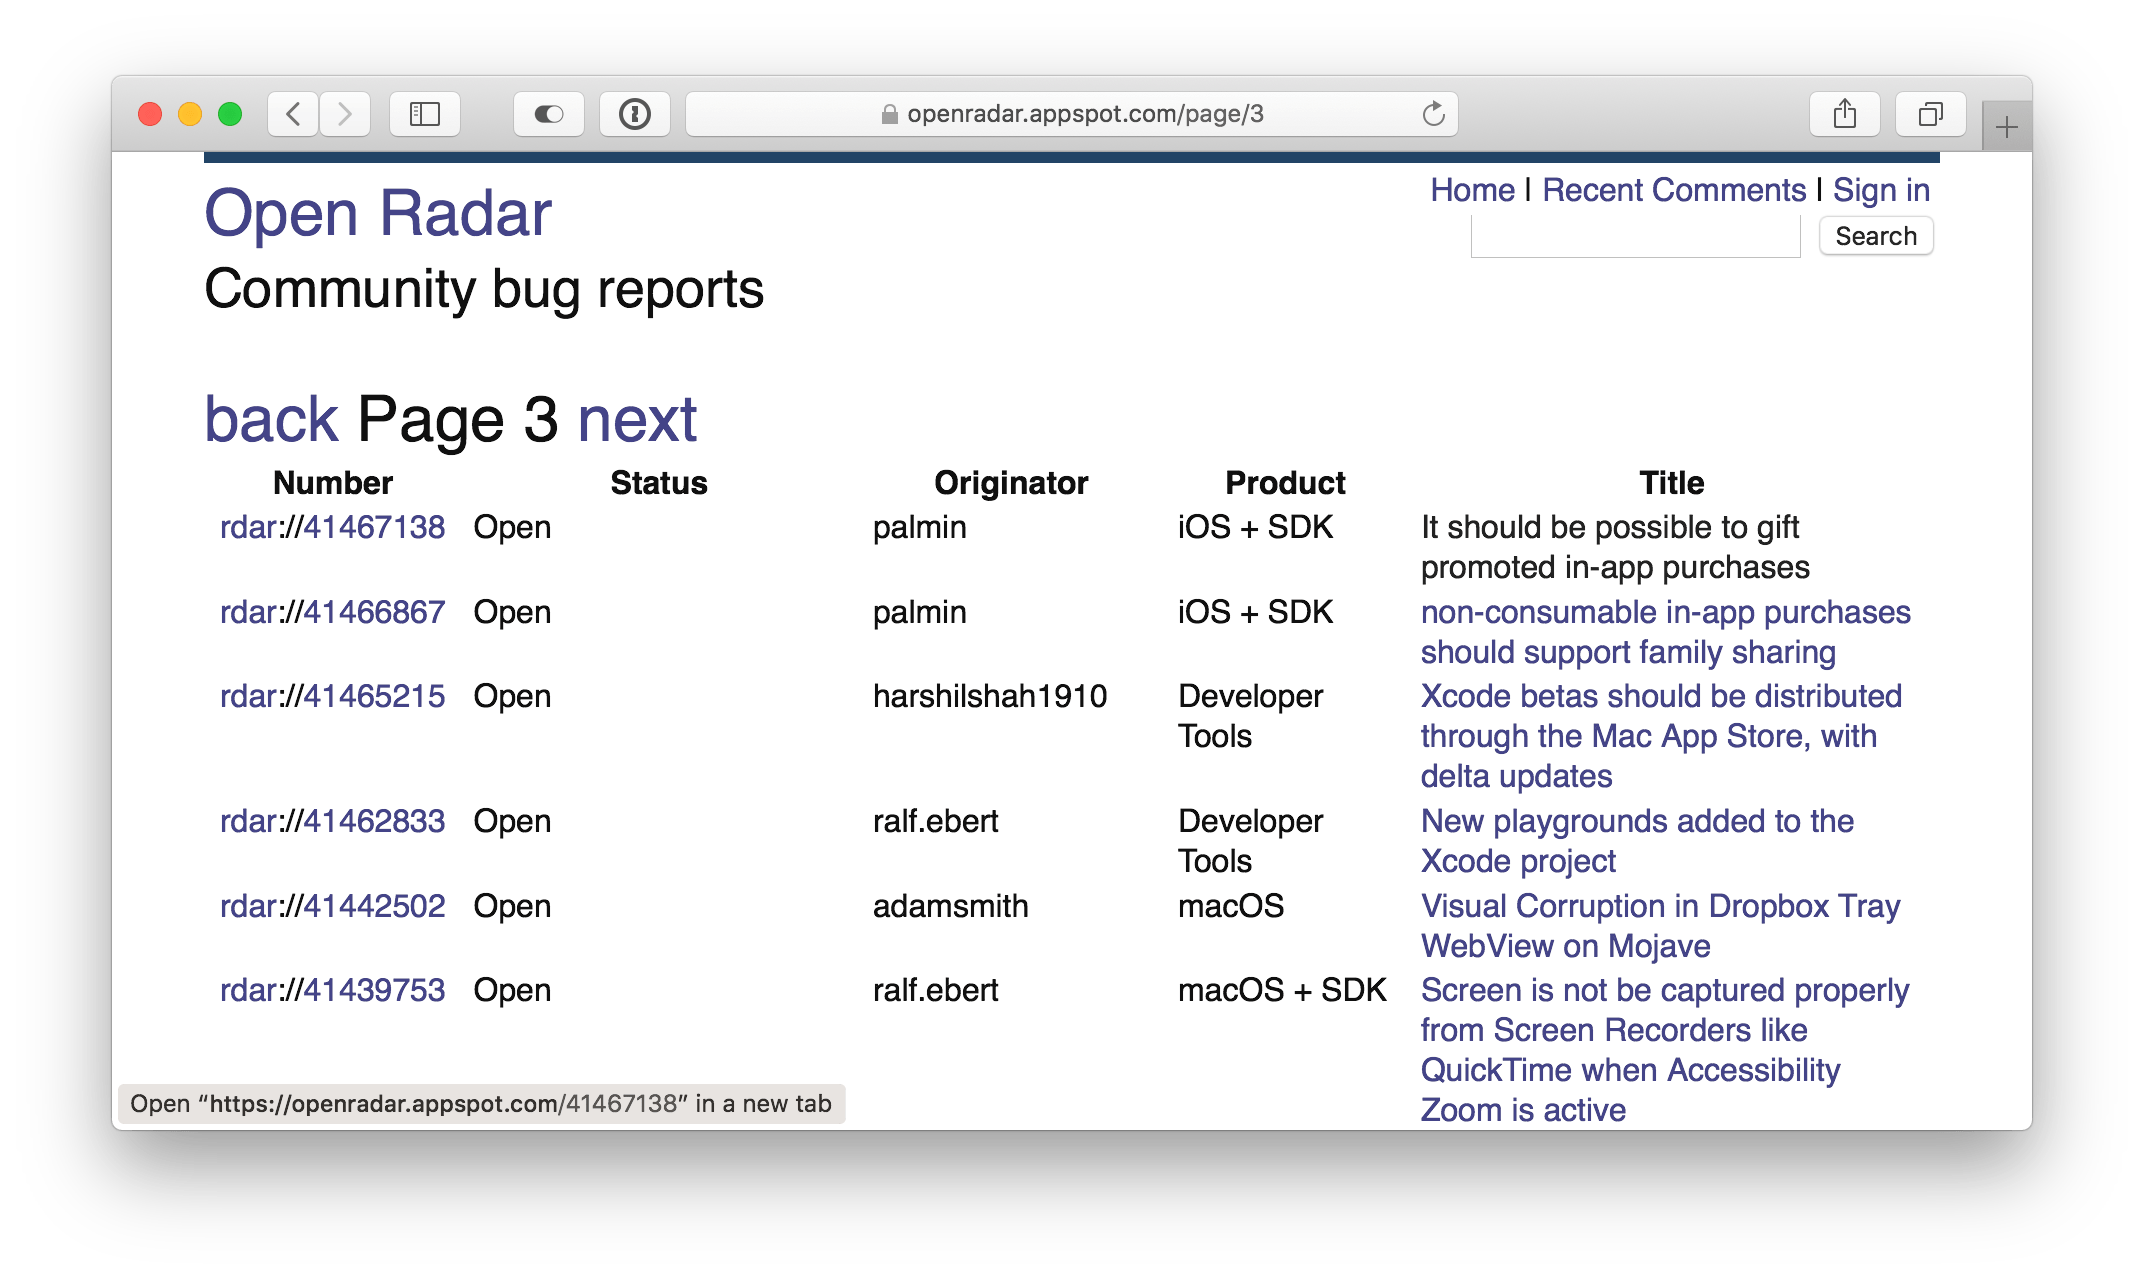 openradar.appspot.com/page/3
Home | Recent Comments | Sign in
Open Radar
Search
Community bug reports
back Page 3 next
Number Status Originator Product Title
rdar://41467138 Open palmin iOS + SDK It should be possible to gift
promoted in-app purchases
rdar://41466867 Open palmin iOS + SDK non-consumable in-app purchases
should support family sharing
rdar://41465215 Open harshilshah1910 Developer Xcode betas should be distributed
Tools through the Mac App Store, with
delta updates
rdar://41462833 Open ralf.ebert Developer New playgrounds added to the
Tools Xcode project
rdar://41442502 Open adamsmith macOS Visual Corruption in Dropbox Tray
WebView on Mojave
rdar://41439753 Open ralf.ebert macOS + SDK Screen is not be captured properly
from Screen Recorders like
QuickTime when Accessibility
Zoom is active
Open “https://openradar.appspot.com/41467138” in a new tab